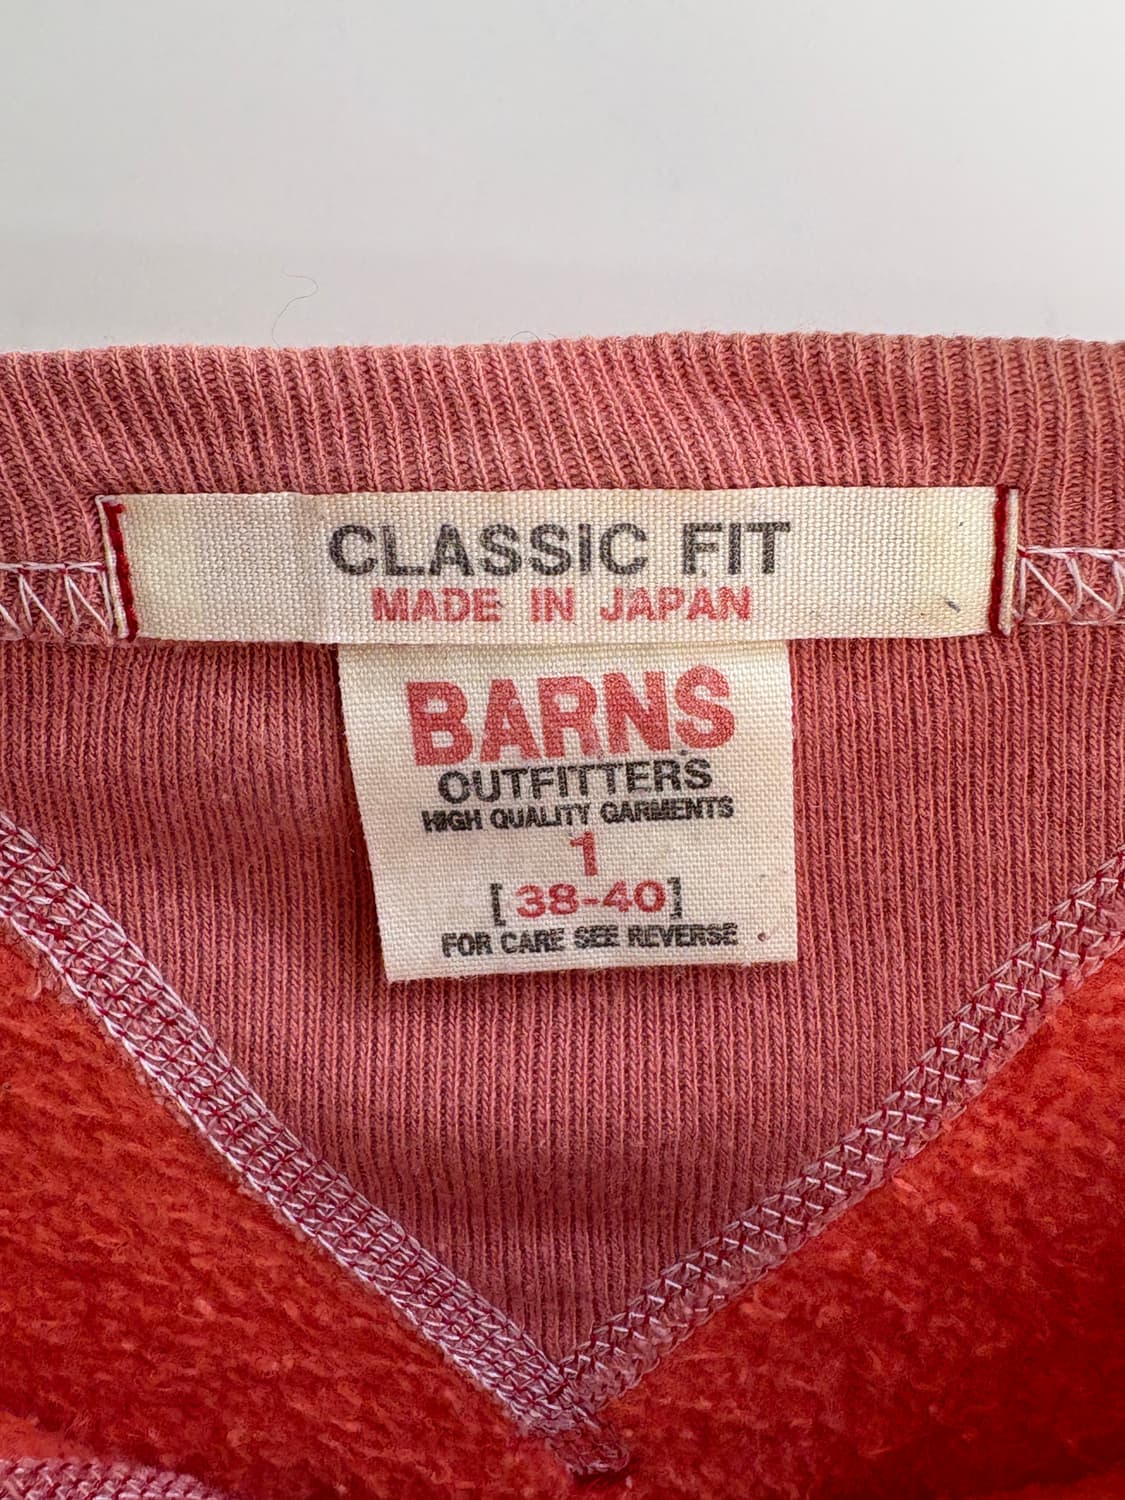 CLASSiC FIT
MADE IN JAPAN
BARNS
OUTFITTERS
HIGH QUALITY GARMENTS
1
[38-40]
FOR CARE SEE REVERSE